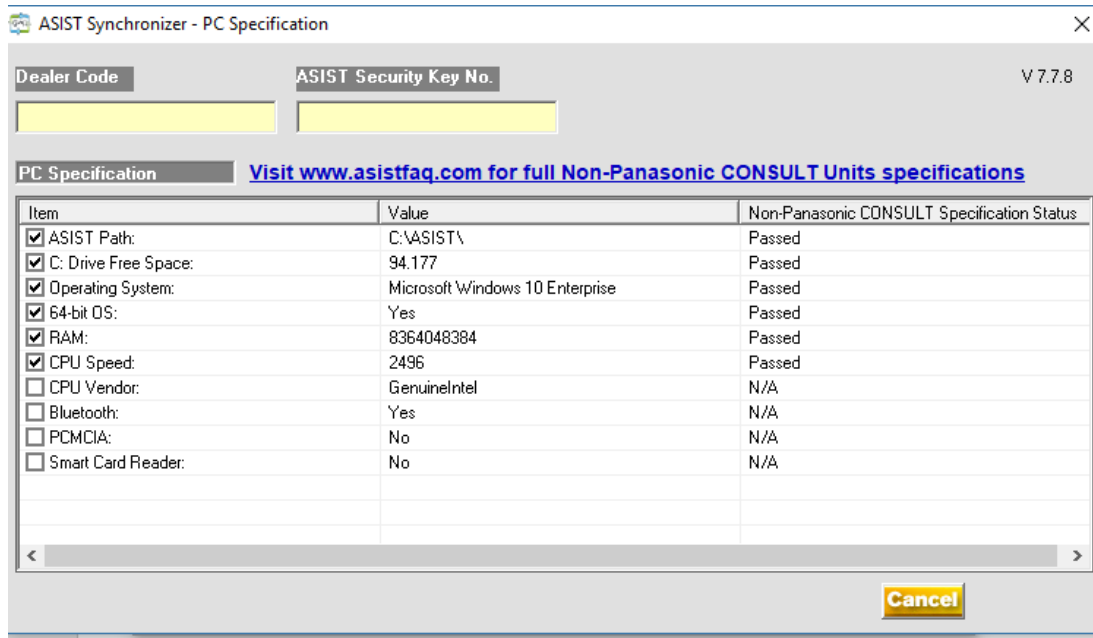 ASIST Synchronizer - PC Specification
Dealer Code ASIST Security Key No. V 7.7.8
PC Specification Visit www.asistfaq.com for full Non-Panasonic CONSULT Units specifications
Item Value Non-Panasonic CONSULT Specification Status
ASIST Path: C:\ASIST\ Passed
C: Drive Free Space: 94.177 Passed
Operating System: Microsoft Windows 10 Enterprise Passed
64-bit OS: Yes Passed
RAM: 8364048384 Passed
CPU Speed: 2496 Passed
CPU Vendor: GenuineIntel N/A
Bluetooth: Yes N/A
PCMCIA: No N/A
Smart Card Reader: No N/A
Cancel